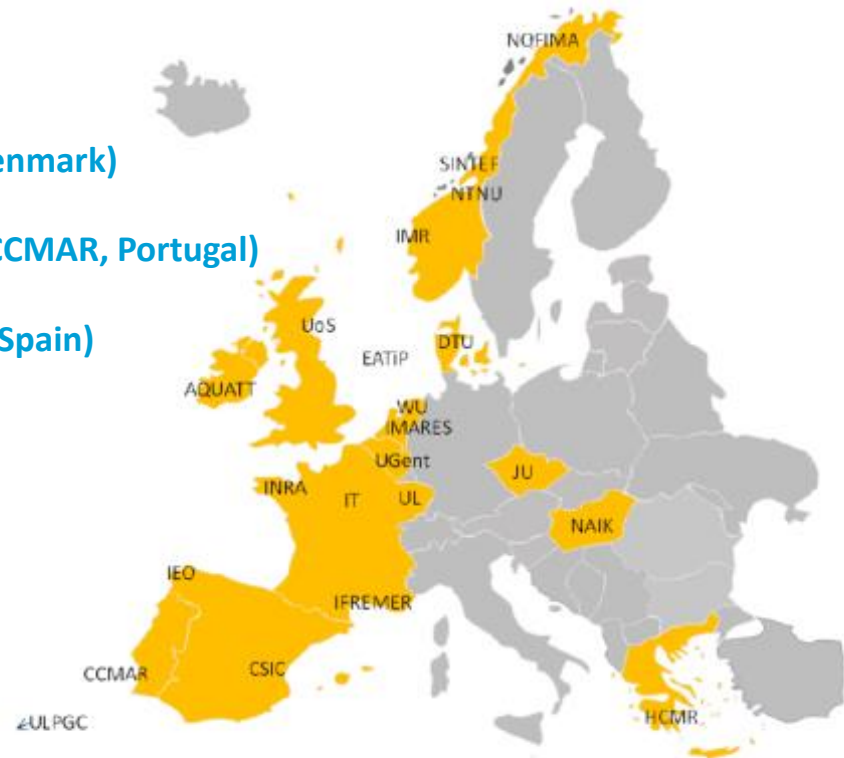 NOFIMA
enmark)
SINTEF
NTNU
CCMAR, Portugal)
IMR
UoS
Spain)
DTU
EATiP
AQUATT
WU
IMARES
UGent
JU
INRA
IT
UL
NAIK
IEO
IFREMER
CCMAR
CSIC
ULPGC
HCMR